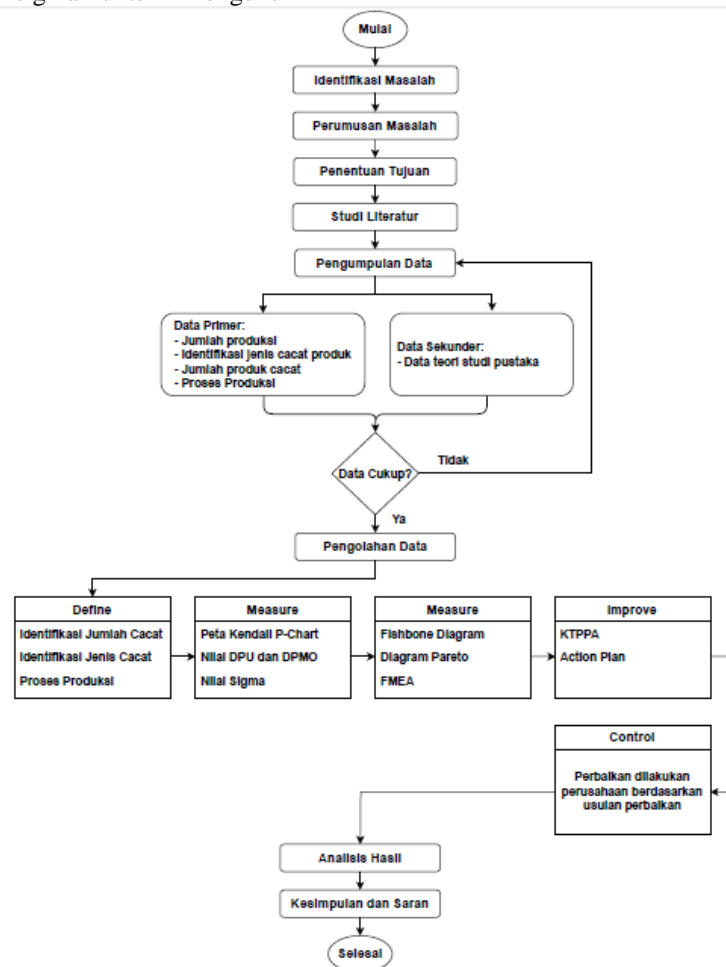 Mulai
Identifikasi Masalah
Perumusan Masalah
Penentuan Tujuan
Studi Literatur
Pengumpulan Data
Data Primer:
- Jumlah produksi
- Identifikasi jenis cacat produk
- Jumlah produk cacat
- Proses Produksi
Data Sekunder:
- Data teori studi pustaka
Data Cukup?
Tidak
Ya
Pengolahan Data
Define
Identifikasi Jumlah Cacat
Identifikasi Jenis Cacat
Proses Produksi
Measure
Peta Kendali P-Chart
Nilai DPU dan DPMO
Nilai Sigma
Measure
Fishbone Diagram
Diagram Pareto
FMEA
Improve
KTPPA
Action Plan
Control
Perbaikan dilakukan
perusahaan berdasarkan
usulan perbaikan
Analisis Hasil
Kesimpulan dan Saran
Selesai